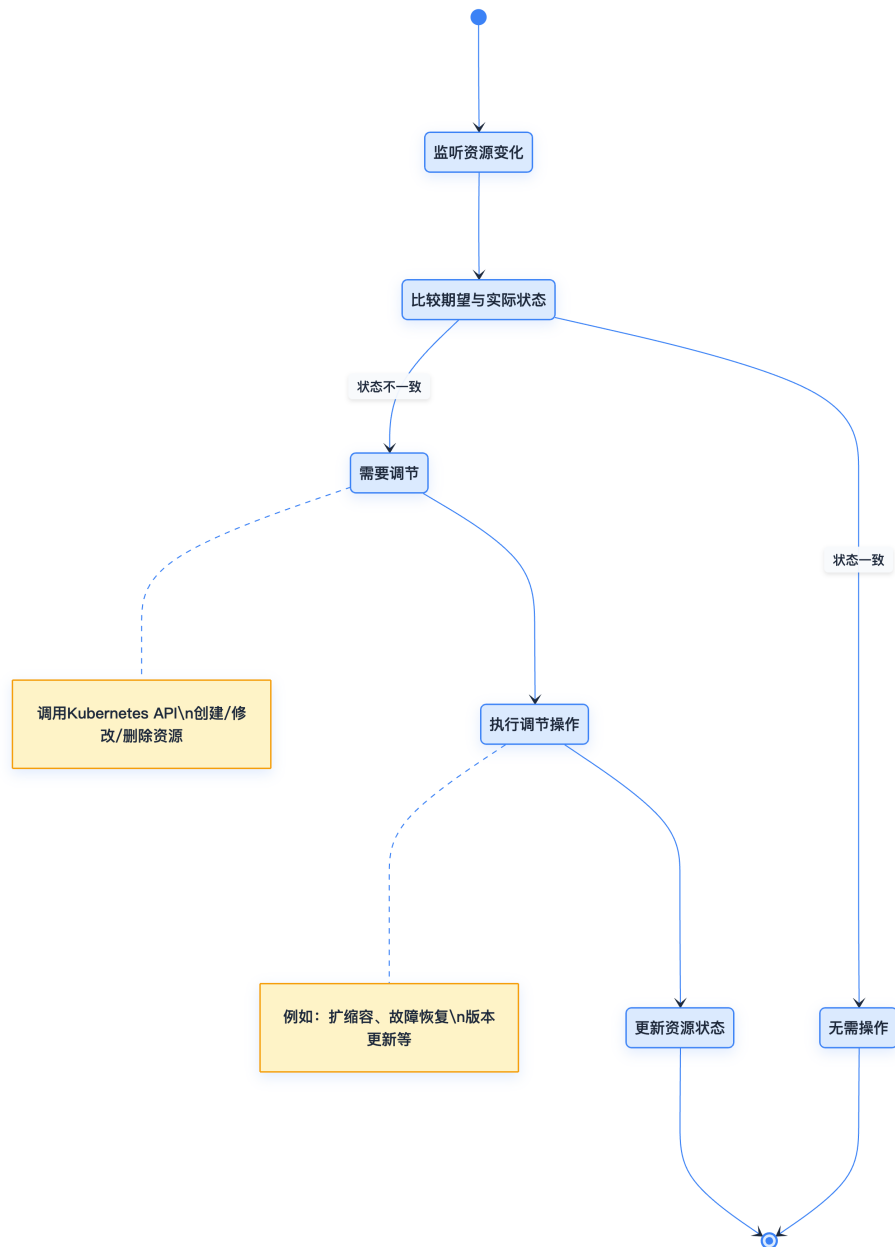 监听资源变化
比较期望与实际状态
状态不一致
需要调节
状态一致
调用Kubernetes API\n创建/修
改/删除资源
执行调节操作
例如：扩缩容、故障恢复\n版本
更新等
更新资源状态
无需操作